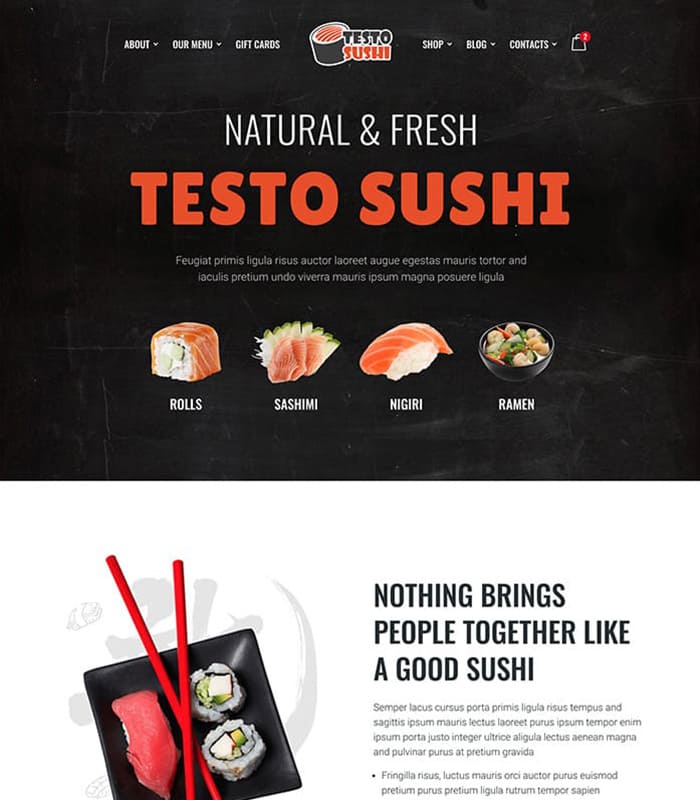 ABOUT OUR MENU GIFT CARDS TESTO SUSHI SHOP BLOG CONTACTS 2
NATURAL & FRESH
TESTO SUSHI
Feugiat primis ligula risus auctor laoreet augue egestas mauris tortor and
iaculis pretium undo viverra mauris ipsum magna posuere ligula
ROLLS SASHIMI NIGIRI RAMEN
NOTHING BRINGS
PEOPLE TOGETHER LIKE
A GOOD SUSHI
Semper lacus cursus porta primis ligula risus tempus and
sagittis ipsum mauris lectus laoreet purus ipsum tempor enim
ipsum porta justo integer ultrice aligula lectus aenean magna
and pulvinar purus at pretium gravida
• Fringilla risus, luctus mauris orci auctor purus euismod
pretium purus pretium ligula rutrum tempor sapien